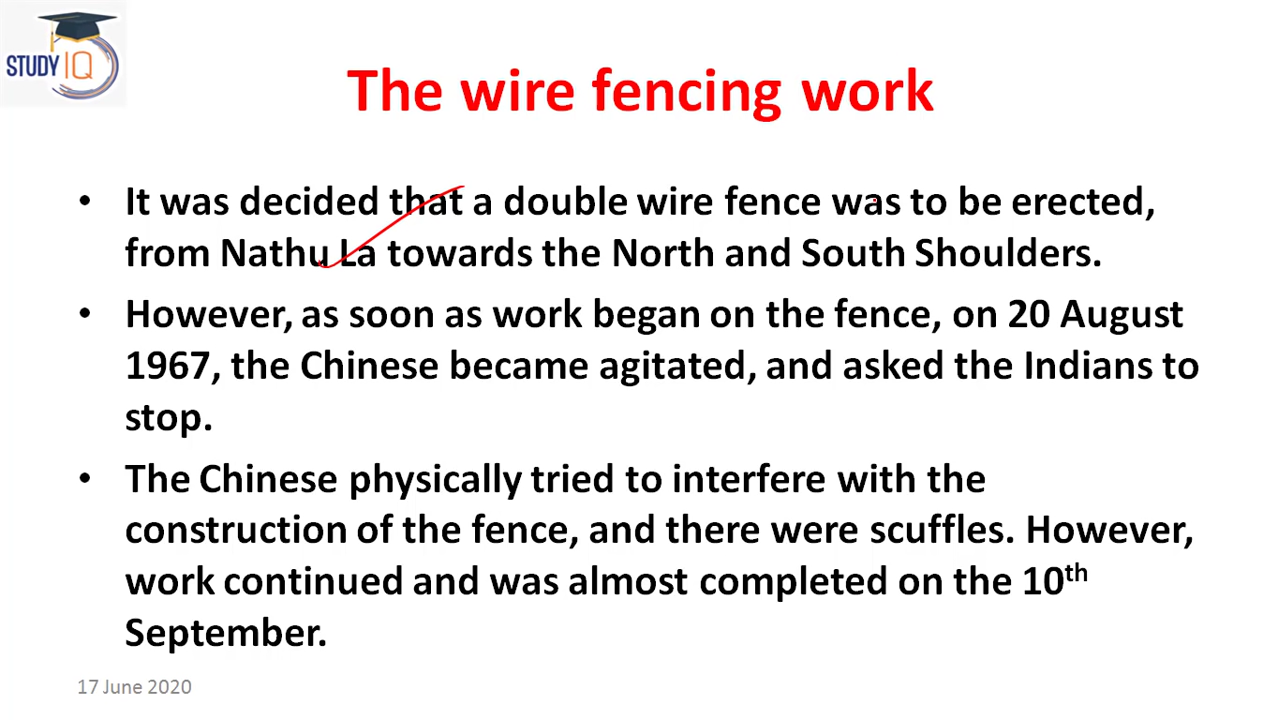 STUDY IQ
The wire fencing work
• It was decided that a double wire fence was to be erected,
from Nathu La towards the North and South Shoulders.
• However, as soon as work began on the fence, on 20 August
1967, the Chinese became agitated, and asked the Indians to
stop.
• The Chinese physically tried to interfere with the
construction of the fence, and there were scuffles. However,
work continued and was almost completed on the 10th
September.
17 June 2020